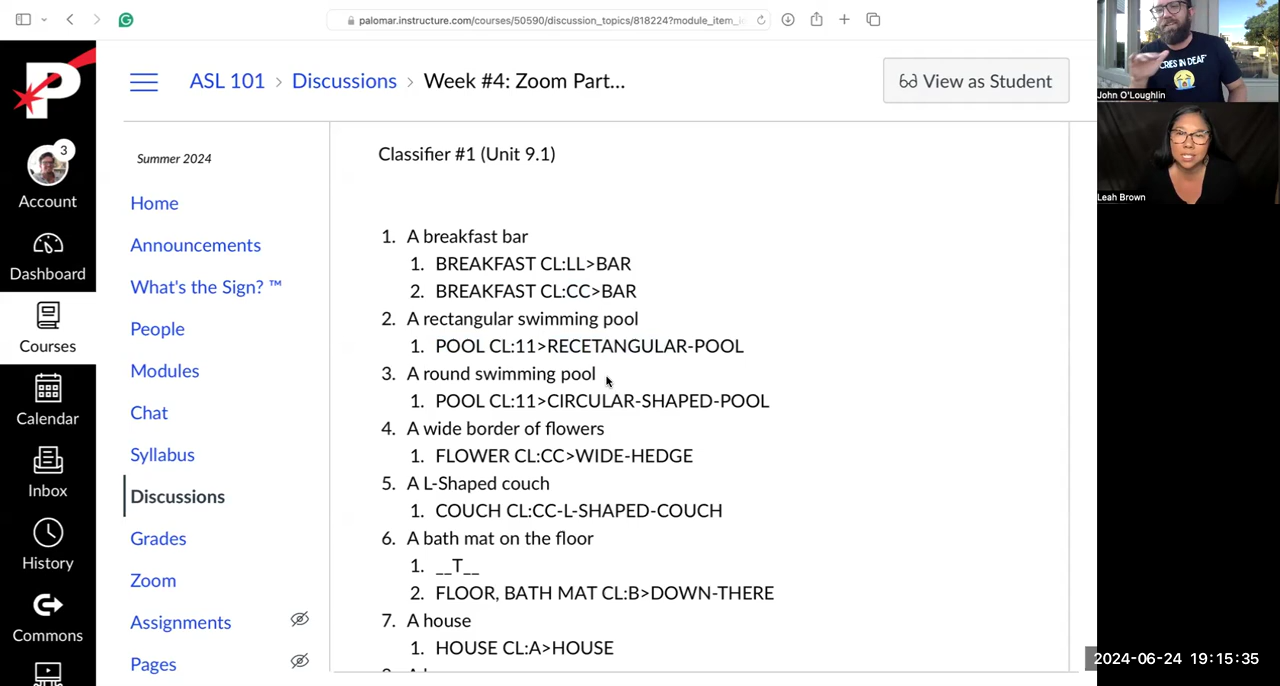 palomar.instructure.com/courses/50590/discussion_topics/818224?module_item_i
P
3
Account
Dashboard
Courses
Calendar
Inbox
History
Commons
ASL 101 > Discussions > Week #4: Zoom Part...
View as Student
Summer 2024
Home
Announcements
What's the Sign? ™
People
Modules
Chat
Syllabus
Discussions
Grades
Zoom
Assignments
Pages
Classifier #1 (Unit 9.1)
1. A breakfast bar
1. BREAKFAST CL:LL>BAR
2. BREAKFAST CL:CC>BAR
2. A rectangular swimming pool
1. POOL CL:11>RECETANGULAR-POOL
3. A round swimming pool
1. POOL CL:11>CIRCULAR-SHAPED-POOL
4. A wide border of flowers
1. FLOWER CL:CC>WIDE-HEDGE
5. A L-Shaped couch
1. COUCH CL:CC-L-SHAPED-COUCH
6. A bath mat on the floor
1. __T__
2. FLOOR, BATH MAT CL:B>DOWN-THERE
7. A house
1. HOUSE CL:A>HOUSE
CRIES IN DEAF
John O'Loughlin
Leah Brown
2024-06-24 19:15:35